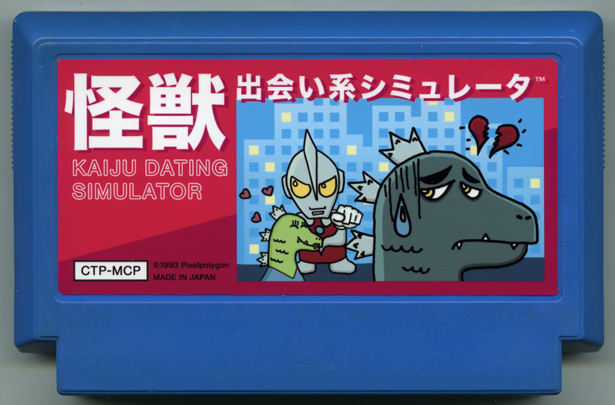 怪獣
出会い系シミュレータ™
KAIJU DATING
SIMULATOR
CTP-MCP
©1993 Pixelpolygon
MADE IN JAPAN